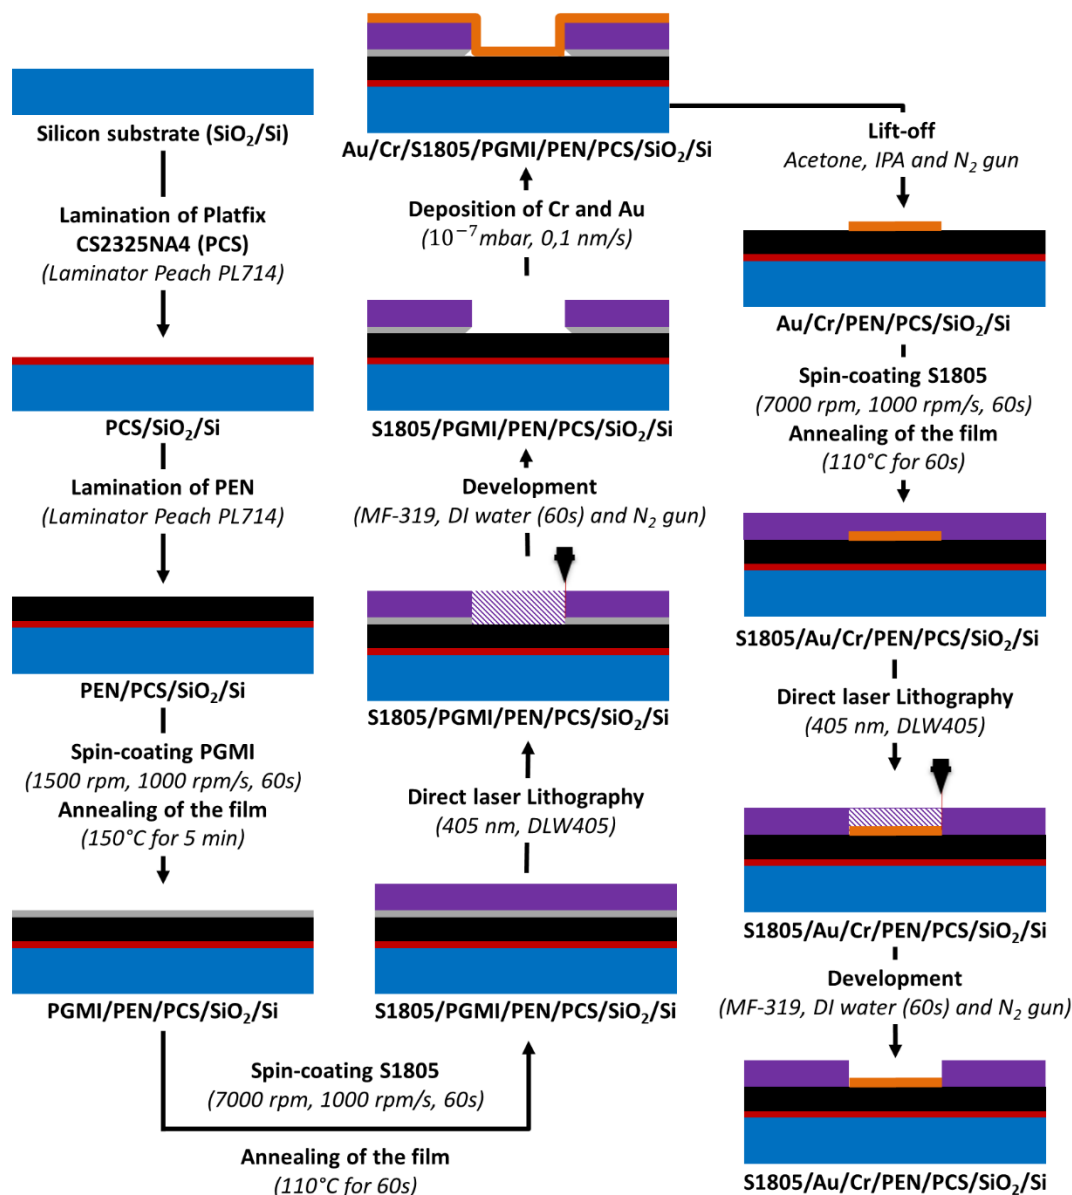 Silicon substrate (SiO₂/Si)
Lamination of Platfix
CS2325NA4 (PCS)
(Laminator Peach PL714)
PCS/SiO₂/Si
Lamination of PEN
(Laminator Peach PL714)
PEN/PCS/SiO₂/Si
Spin-coating PGMI
(1500 rpm, 1000 rpm/s, 60s)
Annealing of the film
(150°C for 5 min)
PGMI/PEN/PCS/SiO₂/Si
Spin-coating S1805
(7000 rpm, 1000 rpm/s, 60s)
Annealing of the film
(110°C for 60s)
S1805/PGMI/PEN/PCS/SiO₂/Si
Direct laser Lithography
(405 nm, DLW405)
S1805/PGMI/PEN/PCS/SiO₂/Si
Development
(MF-319, DI water (60s) and N₂ gun)
S1805/PGMI/PEN/PCS/SiO₂/Si
Deposition of Cr and Au
(10⁻⁷ mbar, 0,1 nm/s)
Au/Cr/S1805/PGMI/PEN/PCS/SiO₂/Si
Lift-off
Acetone, IPA and N₂ gun
Au/Cr/PEN/PCS/SiO₂/Si
Spin-coating S1805
(7000 rpm, 1000 rpm/s, 60s)
Annealing of the film
(110°C for 60s)
S1805/Au/Cr/PEN/PCS/SiO₂/Si
Direct laser Lithography
(405 nm, DLW405)
S1805/Au/Cr/PEN/PCS/SiO₂/Si
Development
(MF-319, DI water (60s) and N₂ gun)
S1805/Au/Cr/PEN/PCS/SiO₂/Si